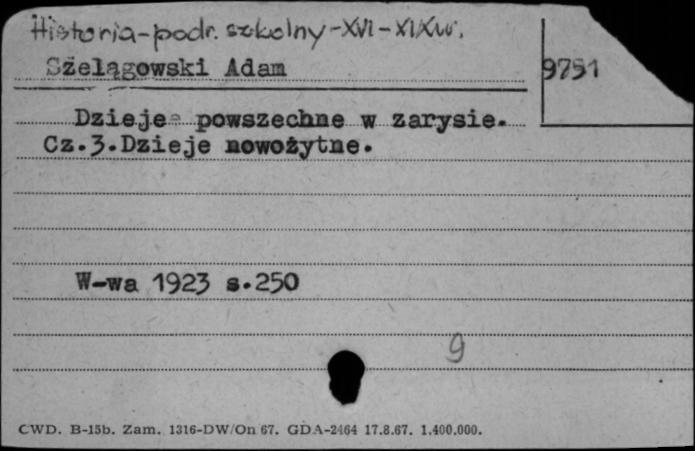 Historia-podr. szkolny-XVI-XIXw.
Szelągowski Adam
9751
Dzieje powszechne w zarysie.
Cz.3.Dzieje nowożytne.
W-wa 1923 s.250
9
CWD. B-15b. Zam. 1316-DW/On 67. GDA-2464 17.8.67. 1.400.000.